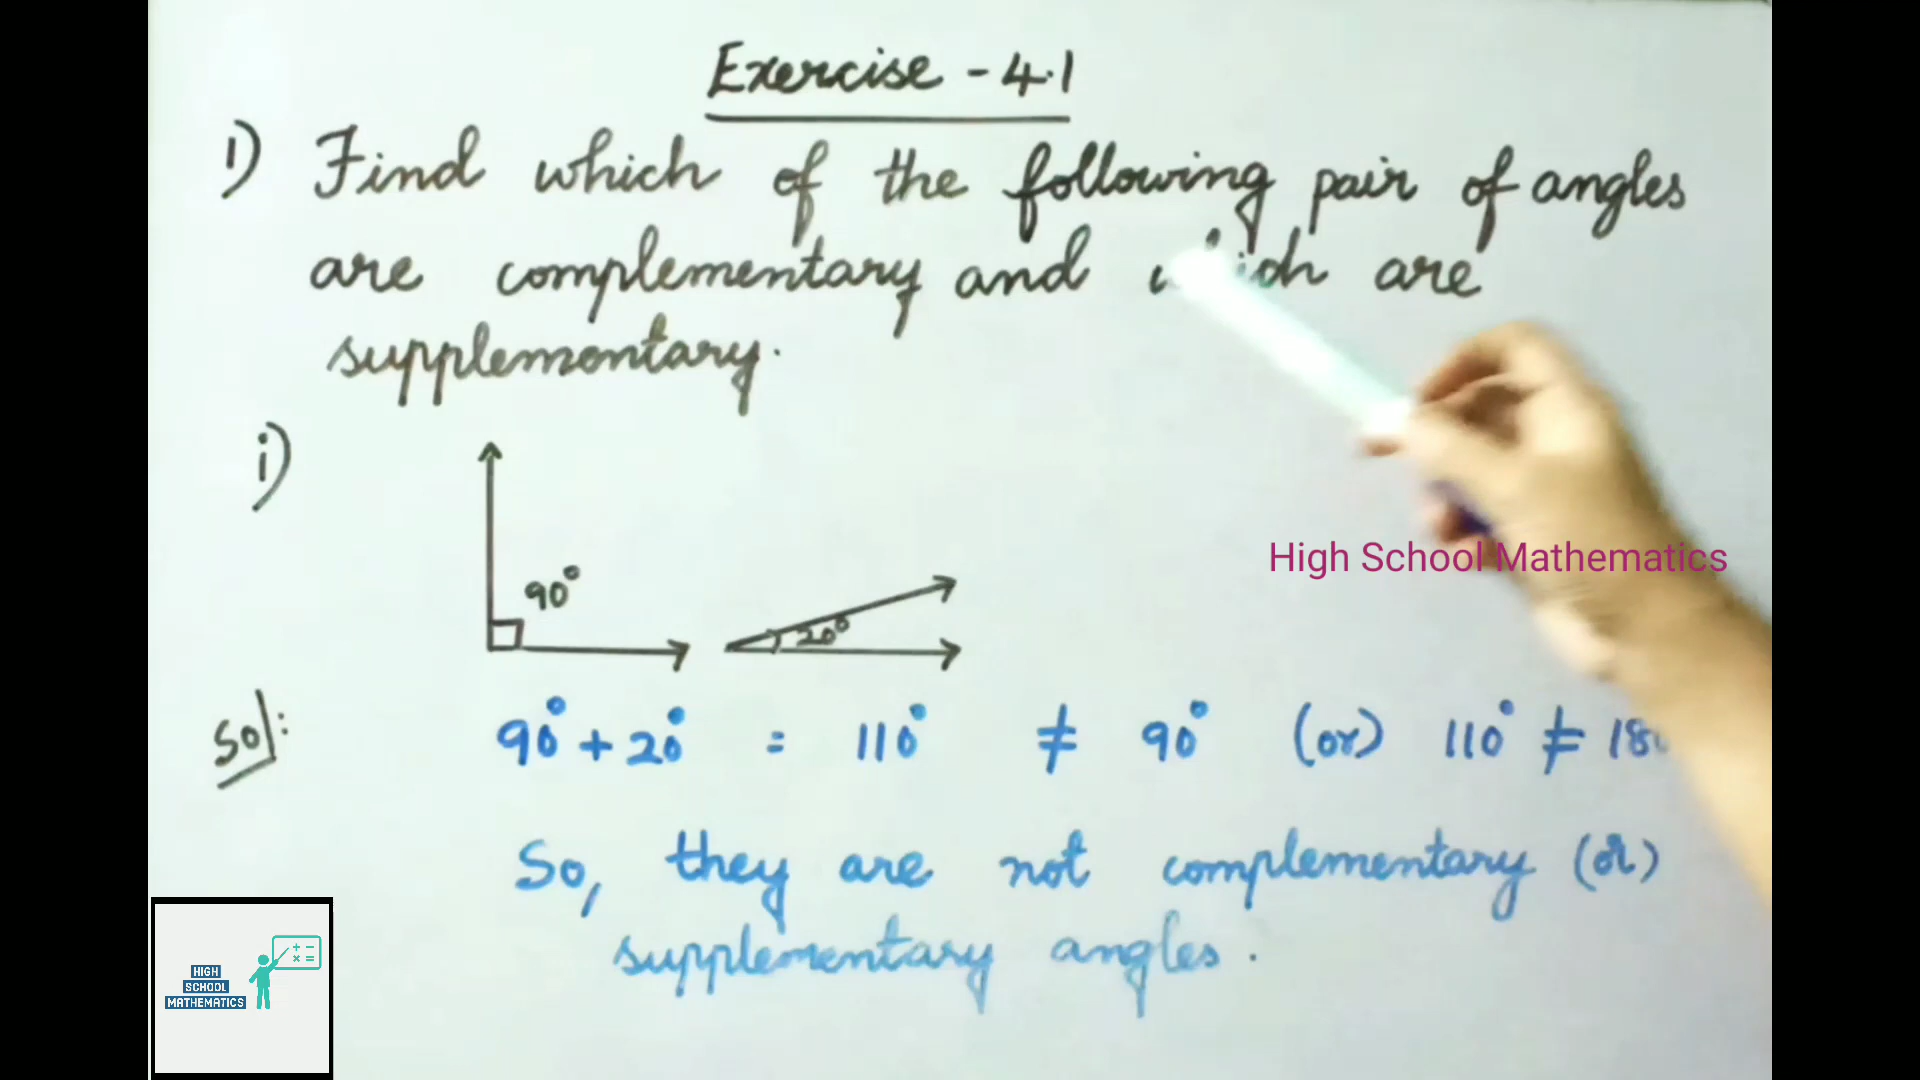 Exercise - 4.1
1) Find which of the following pair of angles
are complementary and which are
supplementary.
i)
90°
20°
High School Mathematics
Sol:
90° + 20° = 110° ≠ 90° (or) 110° ≠
So, they are not complementary (or)
supplementary angles.
HIGH
SCHOOL
MATHEMATICS